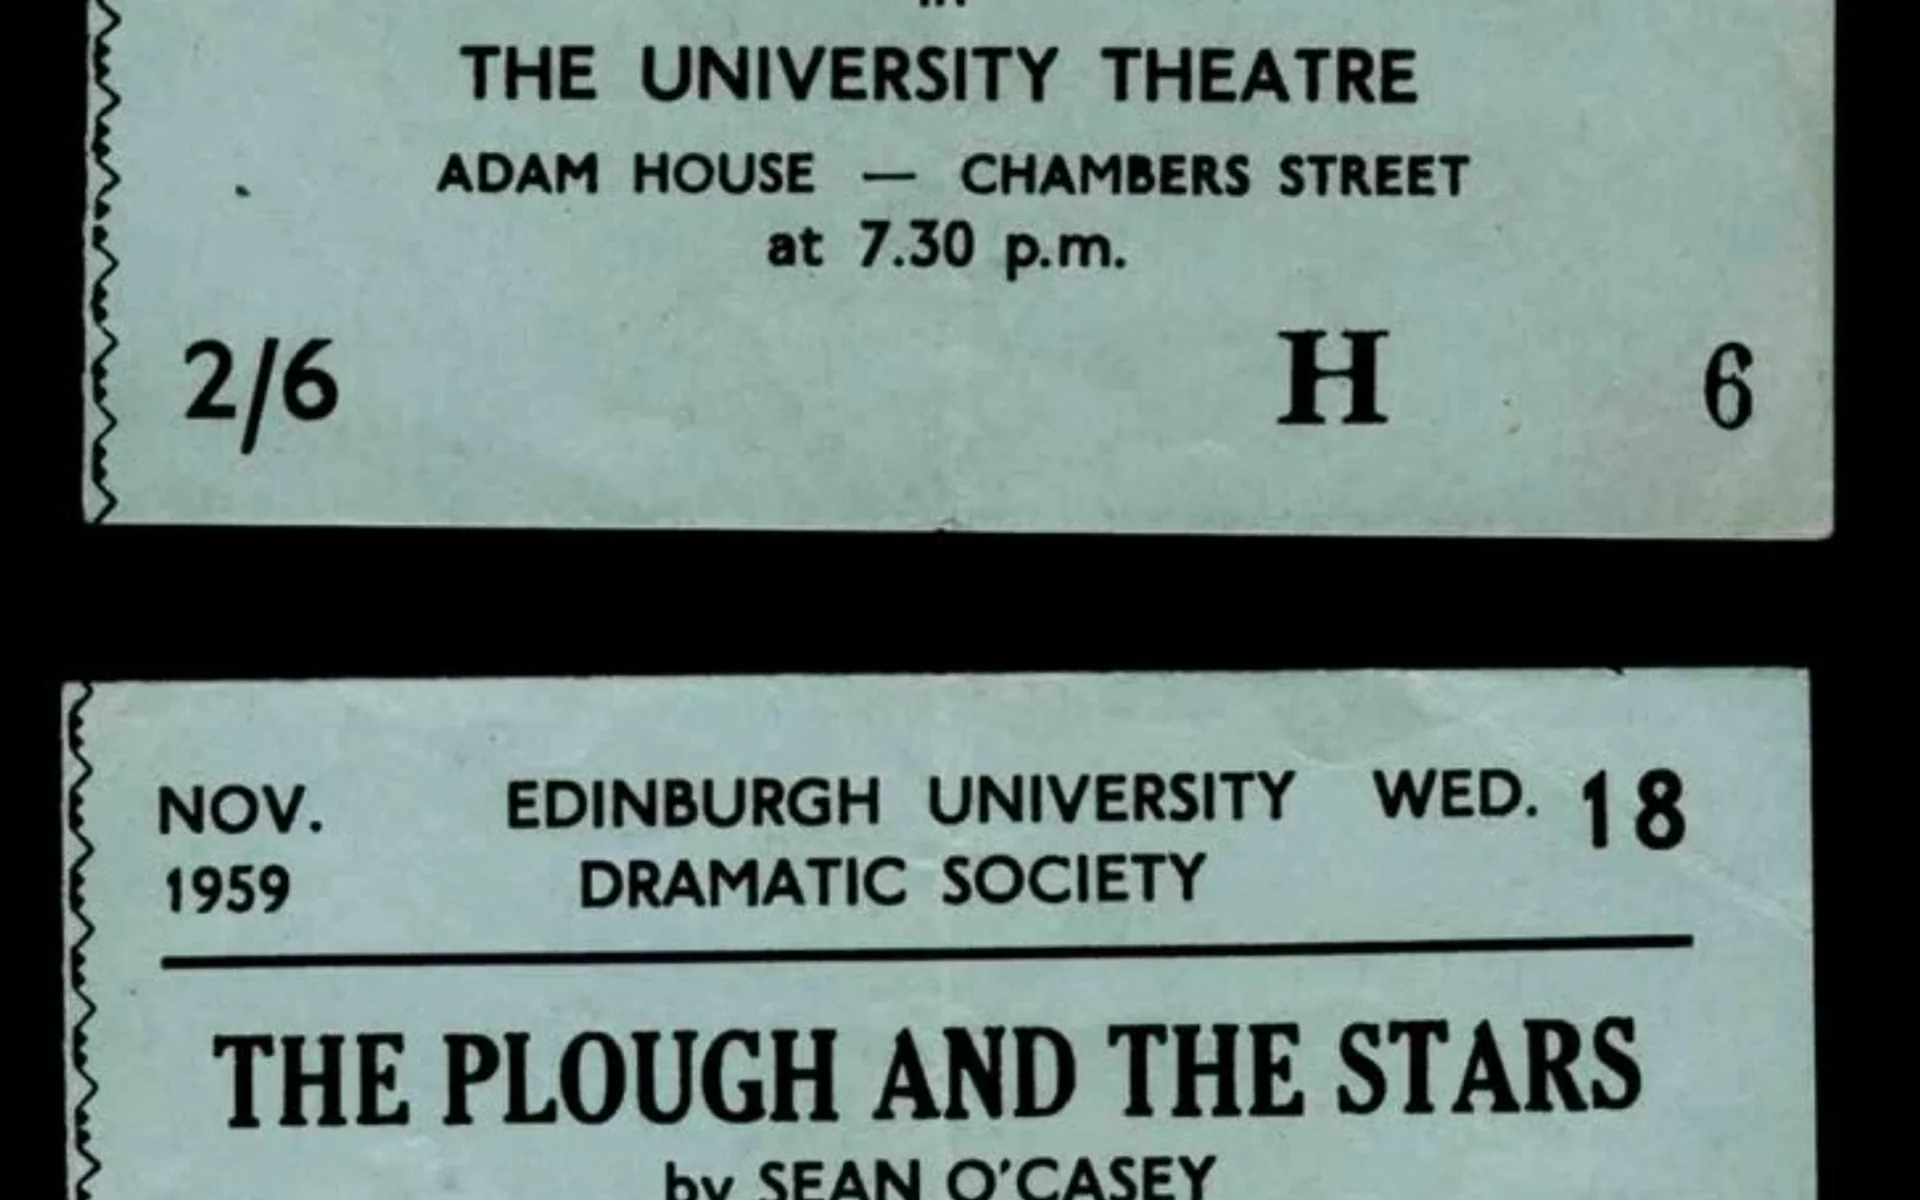 IN
THE UNIVERSITY THEATRE
ADAM HOUSE — CHAMBERS STREET
at 7.30 p.m.
2/6 H 6
NOV. EDINBURGH UNIVERSITY WED. 18
1959 DRAMATIC SOCIETY
THE PLOUGH AND THE STARS
by SEAN O'CASEY